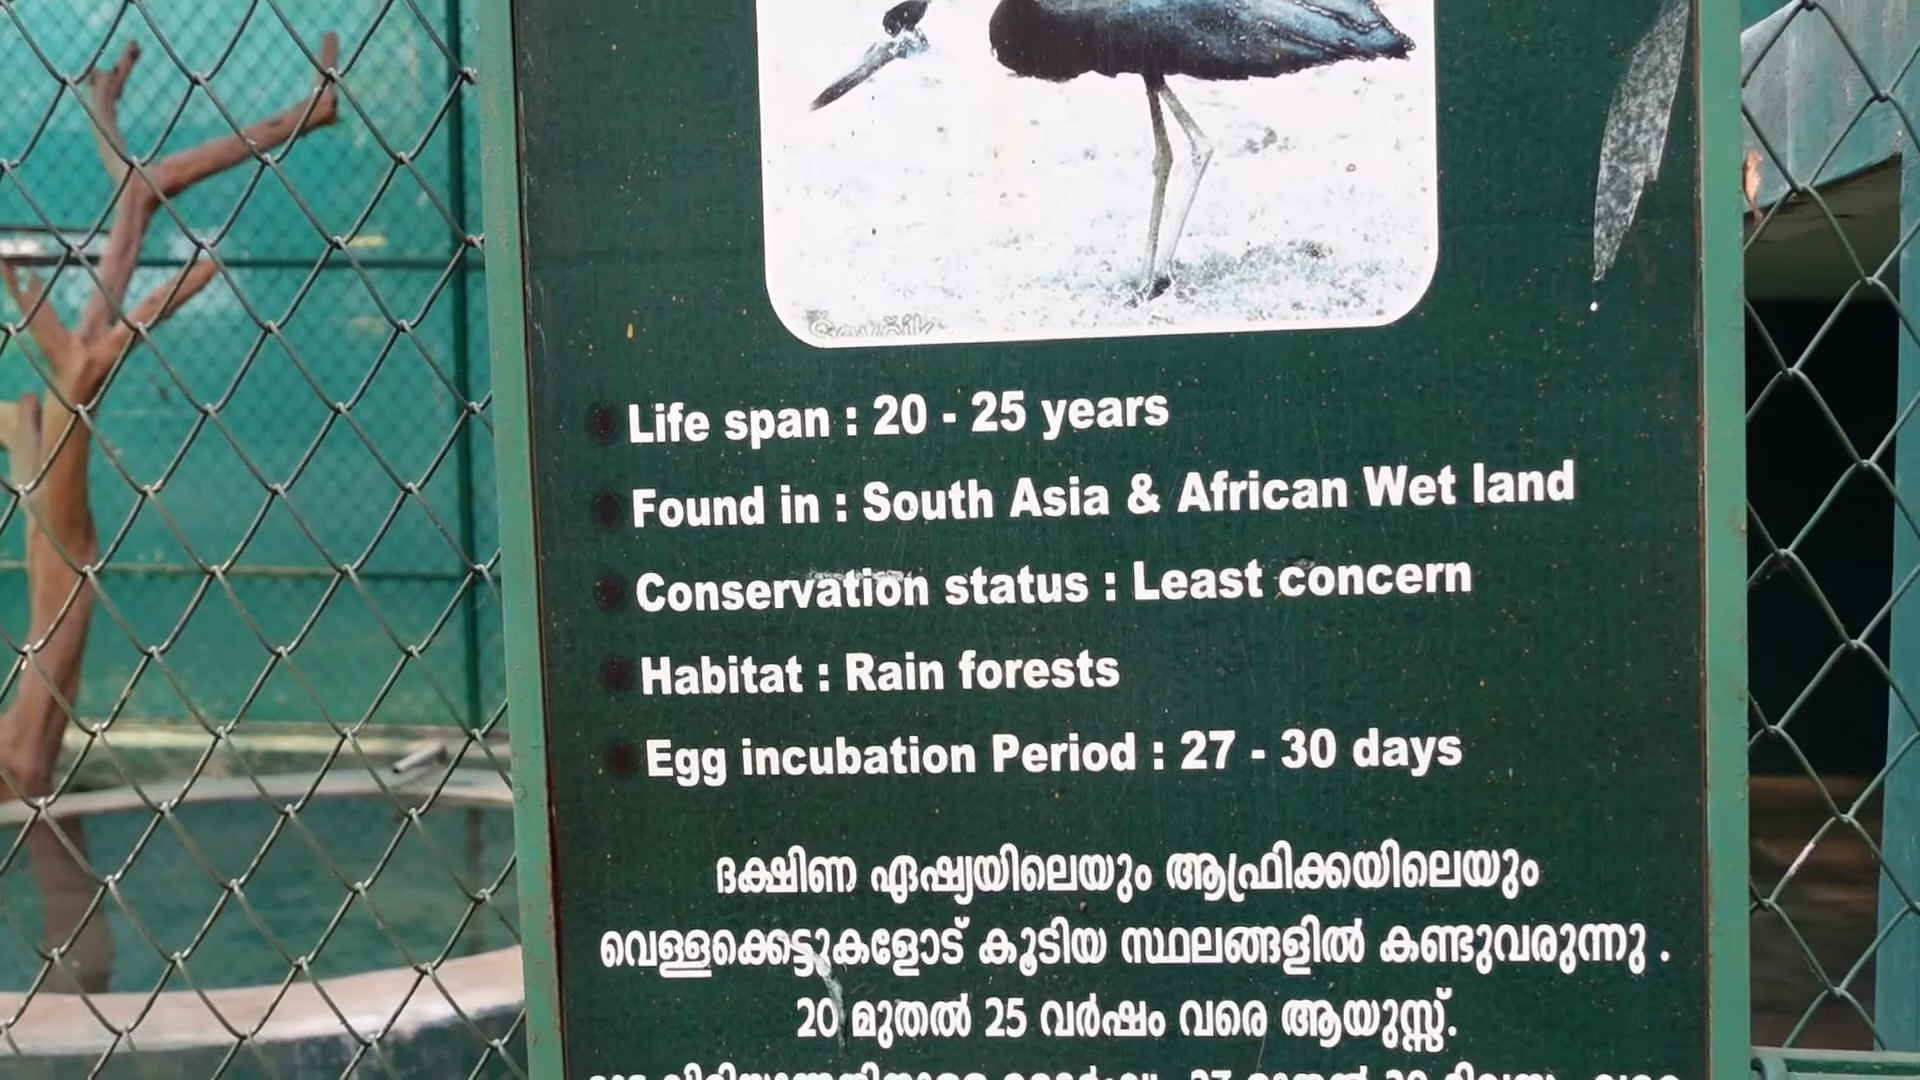 Life span : 20 - 25 years
Found in : South Asia & African Wet land
Conservation status : Least concern
Habitat : Rain forests
Egg incubation Period : 27 - 30 days
ദക്ഷിണ ഏഷ്യയിലെയും ആഫ്രിക്കയിലെയും
വെള്ളക്കെട്ടുകളോട് കൂടിയ സ്ഥലങ്ങളിൽ കണ്ടുവരുന്നു .
20 മുതൽ 25 വർഷം വരെ ആയുസ്സ്.